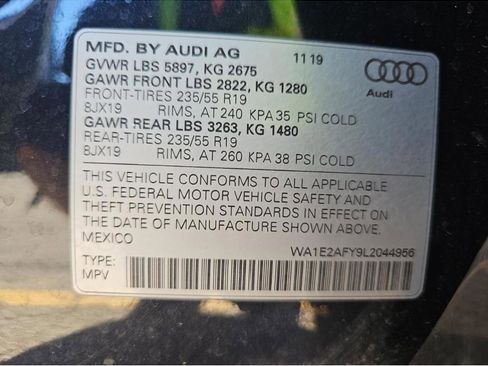 MFD. BY AUDI AG 11 19
GVWR LBS 5897, KG 2675
GAWR FRONT LBS 2822, KG 1280
FRONT-TIRES 235/55 R19
8JX19 RIMS, AT 240 KPA 35 PSI COLD
GAWR REAR LBS 3263, KG 1480
REAR-TIRES 235/55 R19
8JX19 RIMS, AT 260 KPA 38 PSI COLD
Audi
THIS VEHICLE CONFORMS TO ALL APPLICABLE
U.S. FEDERAL MOTOR VEHICLE SAFETY AND
THEFT PREVENTION STANDARDS IN EFFECT ON
THE DATE OF MANUFACTURE SHOWN ABOVE.
MEXICO
WA1E2AFY9L2044956
TYPE:
MPV